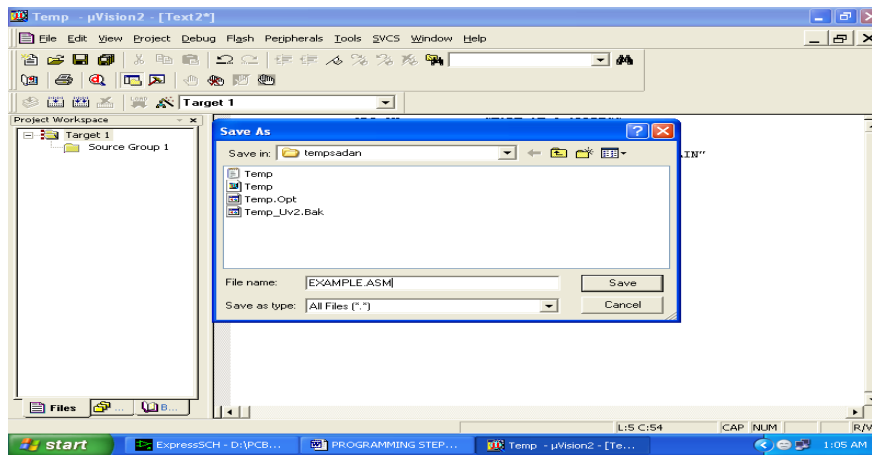 Temp - µVision2 - [Text2*]
File Edit View Project Debug Flash Peripherals Tools SVCS Window Help
Target 1
Project Workspace
Target 1
Source Group 1
Save As
Save in: tempsadan
IN"
Temp
Temp
Temp.Opt
Temp_Uv2.Bak
File name: EXAMPLE.ASM Save
Save as type: All Files (*.*) Cancel
Files ... B...
L:5 C:54 CAP NUM R/W
start ExpressSCH - D:\PCB... PROGRAMMING STEP... Temp - µVision2 - [Te... 1:05 AM